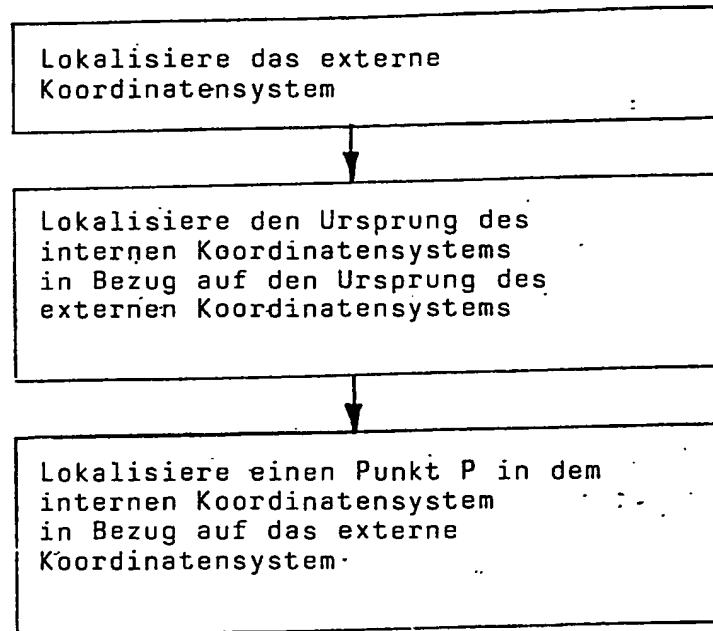 Lokalisiere das externe
Koordinatensystem
Lokalisiere den Ursprung des
internen Koordinatensystems
in Bezug auf den Ursprung des
externen Koordinatensystems
Lokalisiere einen Punkt P in dem
internen Koordinatensystem
in Bezug auf das externe
Koordinatensystem